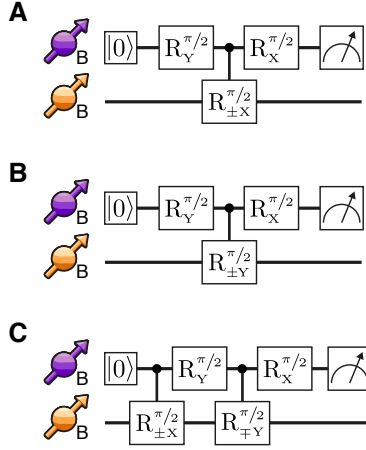 A
B |0⟩ R_Y^{π/2} R_X^{π/2}
B R_{±X}^{π/2}
B
B |0⟩ R_Y^{π/2} R_X^{π/2}
B R_{±Y}^{π/2}
C
B |0⟩ R_Y^{π/2} R_X^{π/2}
B R_{±X}^{π/2} R_{∓Y}^{π/2}